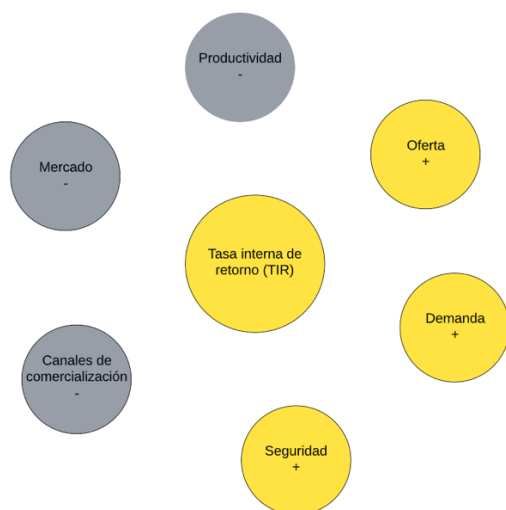 Productividad
-
Oferta
+
Mercado
-
Tasa interna de
retorno (TIR)
Demanda
+
Canales de
comercialización
-
Seguridad
+